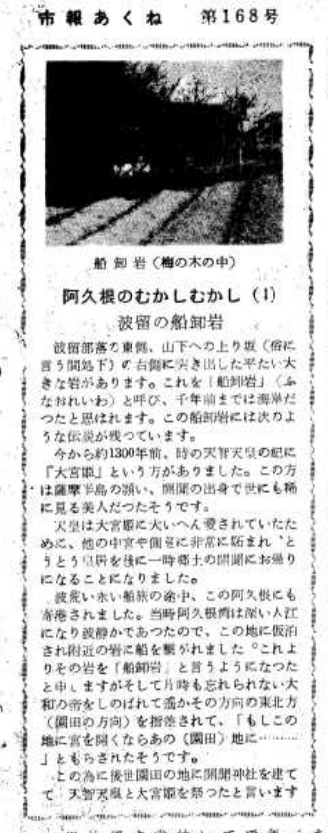 市報あくね 第168号
船卸岩(梅の木の中)
阿久根のむかしむかし(1)
波留の船卸岩
波留部落の東側、山下への上り坂(俗に
言う間処下)の右側に突き出した平たい大
きな岩があります。これを「船卸岩」(ふ
なおれいわ)と呼び、千年前までは海岸だ
つたと思はれます。この船卸岩には次のよ
うな伝説が残つています。
今から約1300年前、時の天智天皇の妃に
『大宮姫』という方がありました。この方
は薩摩半島の頴い、開聞の出身で世にも稀
に見る美人だつたそうです。
天皇は大宮姫に大いへん愛されていたた
めに、他の中宮や側室に非常に妬まれ
とうとう皇居を後に一時郷土の開聞にお帰り
になることになりました。
波荒い永い船旅の途中、この阿久根にも
寄港されました。当時阿久根湾は深い入江
になり波静かであつたので、この地に仮泊
され附近の岩に船を繋がれました。これよ
りその岩を「船卸岩」と言うようになつた
と申しますがそして片時も忘れられない大
和の帝をしのばれて遥かその方向の東北方
(園田の方向)を指差されて、「もしこの
地に宮を開くならあの(園田)地に………
」ともらされたそうです。
この為に後世園田の地に開聞神社を建て
て、天智天皇と大宮姫を祭つたと言います